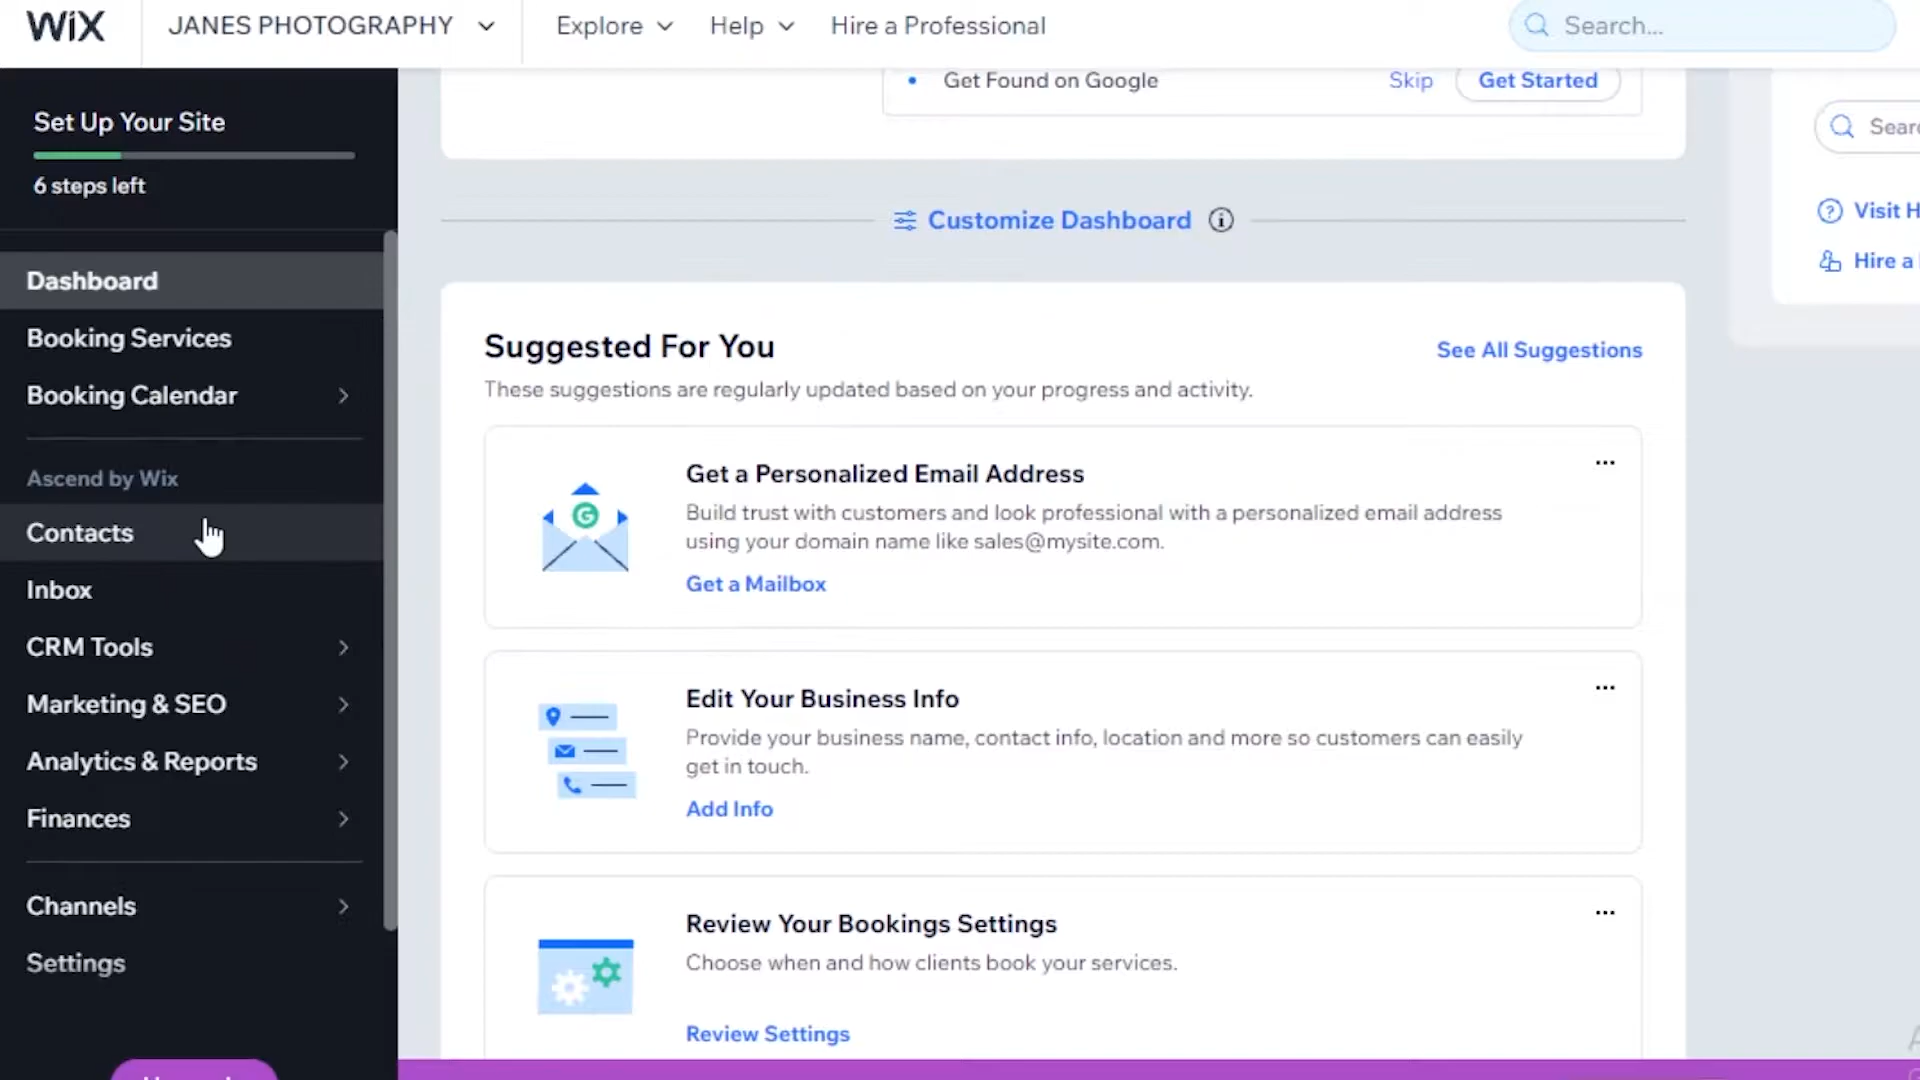 WiX
JANES PHOTOGRAPHY
Explore
Help
Hire a Professional
Search...
Set Up Your Site
6 steps left
Dashboard
Booking Services
Booking Calendar
Ascend by Wix
Contacts
Inbox
CRM Tools
Marketing & SEO
Analytics & Reports
Finances
Channels
Settings
Get Found on Google
Skip
Get Started
Customize Dashboard
Suggested For You
See All Suggestions
These suggestions are regularly updated based on your progress and activity.
Get a Personalized Email Address
Build trust with customers and look professional with a personalized email address
using your domain name like sales@mysite.com.
Get a Mailbox
Edit Your Business Info
Provide your business name, contact info, location and more so customers can easily
get in touch.
Add Info
Review Your Bookings Settings
Choose when and how clients book your services.
Review Settings
Sear
Visit H
Hire a